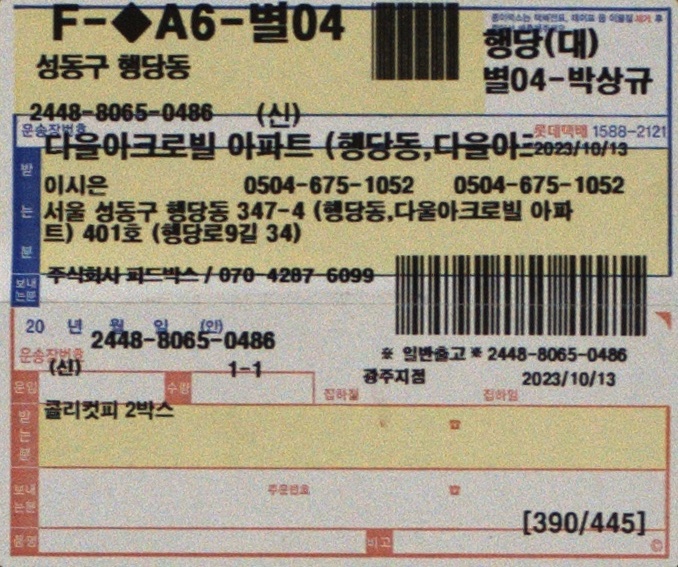 F-◆A6-별04
성동구 행당동
행당(대)
별04-박상규
2448-8065-0486 (신)
운송장번호
롯데택배 1588-2121
다울아크로빌 아파트 (행당동,다울아크
2023/10/13
받는분
이시은 0504-675-1052 0504-675-1052
서울 성동구 행당동 347-4 (행당동,다울아크로빌 아파
트) 401호 (행당로9길 34)
보내는분
주식회사 피드박스 / 070-4287-6099
20 년 월 일 (인)
2448-8065-0486
운송장번호
※ 일반출고 ※ 2448-8065-0486
(신) 1-1
광주지점 2023/10/13
운임
수량
집하점
집하일
콜리컷피 2박스
받는분
☎
보내는분
주문번호 ☎
[390/445]
품명
비고